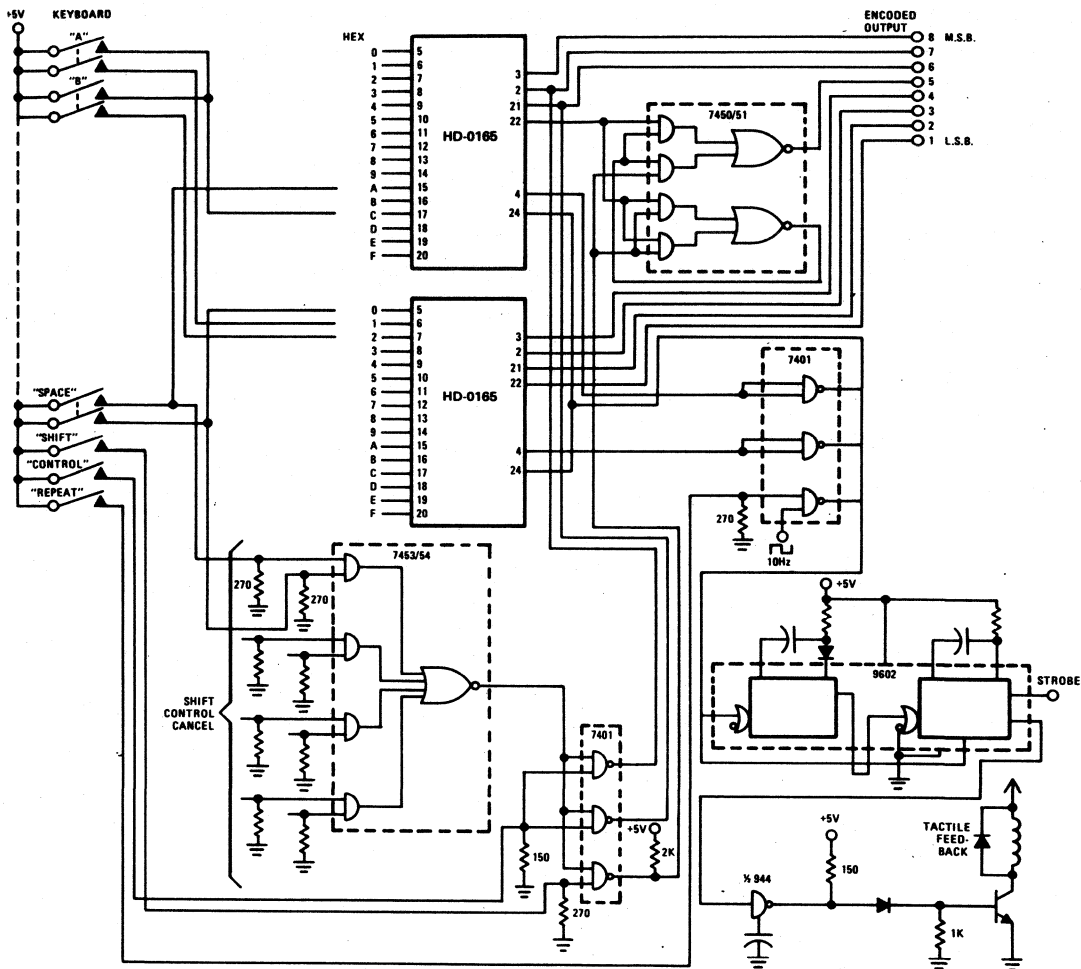 +5V
KEYBOARD
"A"
"B"
HEX
0 5
1 6
2 7
3 8
4 9
5 10
6 11
7 12
8 13
9 14
A 15
B 16
C 17
D 18
E 19
F 20
HD-0165
3
2
21
22
4
24
ENCODED
OUTPUT
8 M.S.B.
7
6
5
4
3
2
1 L.S.B.
7450/51
0 5
1 6
2 7
3 8
4 9
5 10
6 11
7 12
8 13
9 14
A 15
B 16
C 17
D 18
E 19
F 20
HD-0165
3
2
21
22
4
24
"SPACE"
"SHIFT"
"CONTROL"
"REPEAT"
7401
270
10Hz
7453/54
270
270
SHIFT
CONTROL
CANCEL
7401
+5V
2K
150
270
+5V
9602
STROBE
+5V
150
½ 944
1K
TACTILE
FEED-
BACK